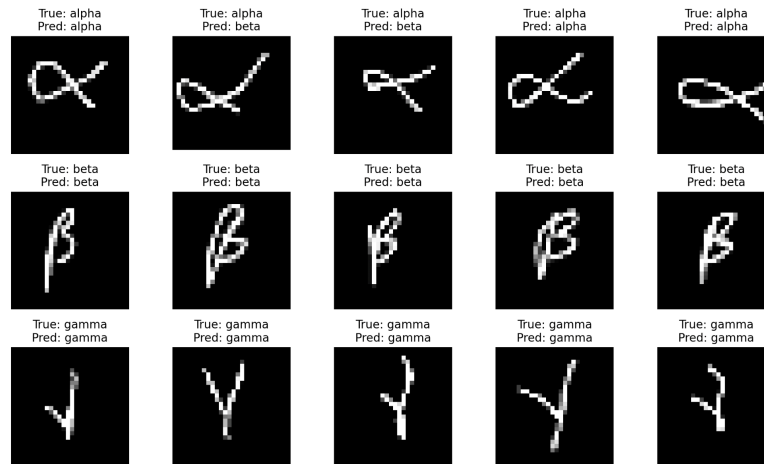 True: alpha True: alpha True: alpha True: alpha True: alpha
Pred: alpha Pred: beta Pred: beta Pred: alpha Pred: alpha
α α α α α
True: beta True: beta True: beta True: beta True: beta
Pred: beta Pred: beta Pred: beta Pred: beta Pred: beta
β β β β β
True: gamma True: gamma True: gamma True: gamma True: gamma
Pred: gamma Pred: gamma Pred: gamma Pred: gamma Pred: gamma
γ γ γ γ γ